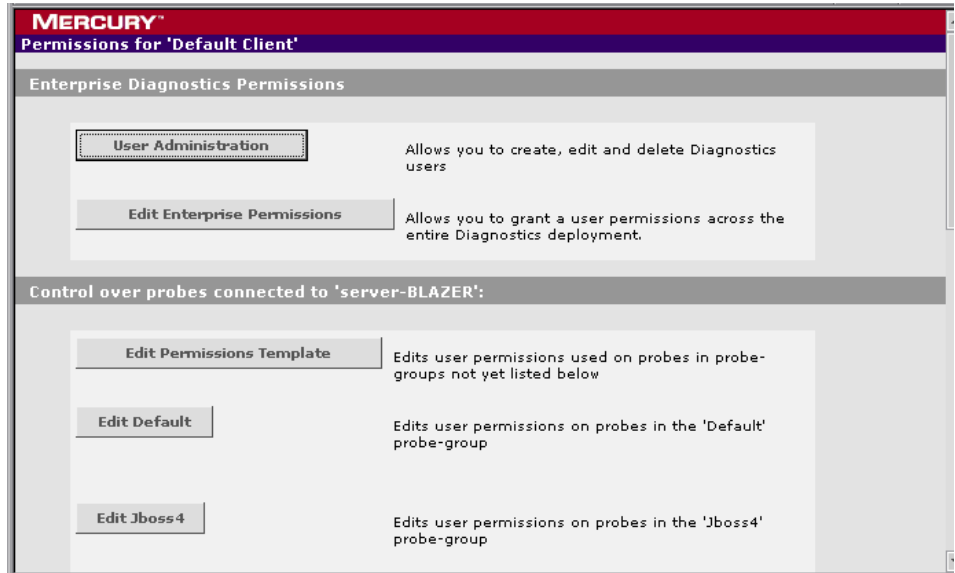 MERCURY™
Permissions for 'Default Client'
Enterprise Diagnostics Permissions
User Administration
Allows you to create, edit and delete Diagnostics
users
Edit Enterprise Permissions
Allows you to grant a user permissions across the
entire Diagnostics deployment.
Control over probes connected to 'server-BLAZER':
Edit Permissions Template
Edits user permissions used on probes in probe-
groups not yet listed below
Edit Default
Edits user permissions on probes in the 'Default'
probe-group
Edit Jboss4
Edits user permissions on probes in the 'Jboss4'
probe-group